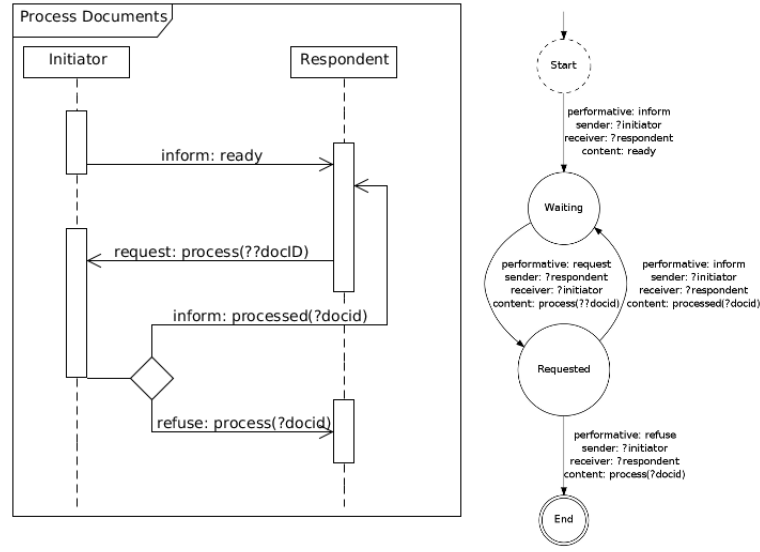 Process Documents
Initiator
Respondent
inform: ready
request: process(??docID)
inform: processed(?docid)
refuse: process(?docid)
Start
performative: inform
sender: ?initiator
receiver: ?respondent
content: ready
Waiting
performative: request
sender: ?respondent
receiver: ?initiator
content: process(??docid)
performative: inform
sender: ?initiator
receiver: ?respondent
content: processed(?docid)
Requested
performative: refuse
sender: ?initiator
receiver: ?respondent
content: process(?docid)
End